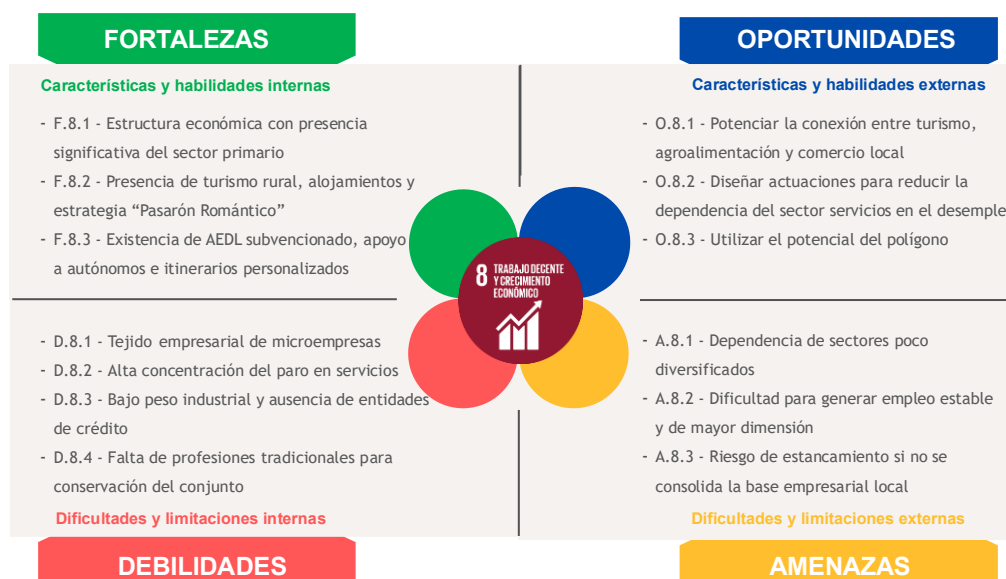 FORTALEZAS
Características y habilidades internas
- F.8.1 - Estructura económica con presencia
significativa del sector primario
- F.8.2 - Presencia de turismo rural, alojamientos y
estrategia “Pasarón Romántico”
- F.8.3 - Existencia de AEDL subvencionado, apoyo
a autónomos e itinerarios personalizados
OPORTUNIDADES
Características y habilidades externas
- O.8.1 - Potenciar la conexión entre turismo,
agroalimentación y comercio local
- O.8.2 - Diseñar actuaciones para reducir la
dependencia del sector servicios en el desemple
- O.8.3 - Utilizar el potencial del polígono
8 TRABAJO DECENTE
Y CRECIMIENTO
ECONÓMICO
- D.8.1 - Tejido empresarial de microempresas
- D.8.2 - Alta concentración del paro en servicios
- D.8.3 - Bajo peso industrial y ausencia de entidades
de crédito
- D.8.4 - Falta de profesiones tradicionales para
conservación del conjunto
Dificultades y limitaciones internas
DEBILIDADES
- A.8.1 - Dependencia de sectores poco
diversificados
- A.8.2 - Dificultad para generar empleo estable
y de mayor dimensión
- A.8.3 - Riesgo de estancamiento si no se
consolida la base empresarial local
Dificultades y limitaciones externas
AMENAZAS